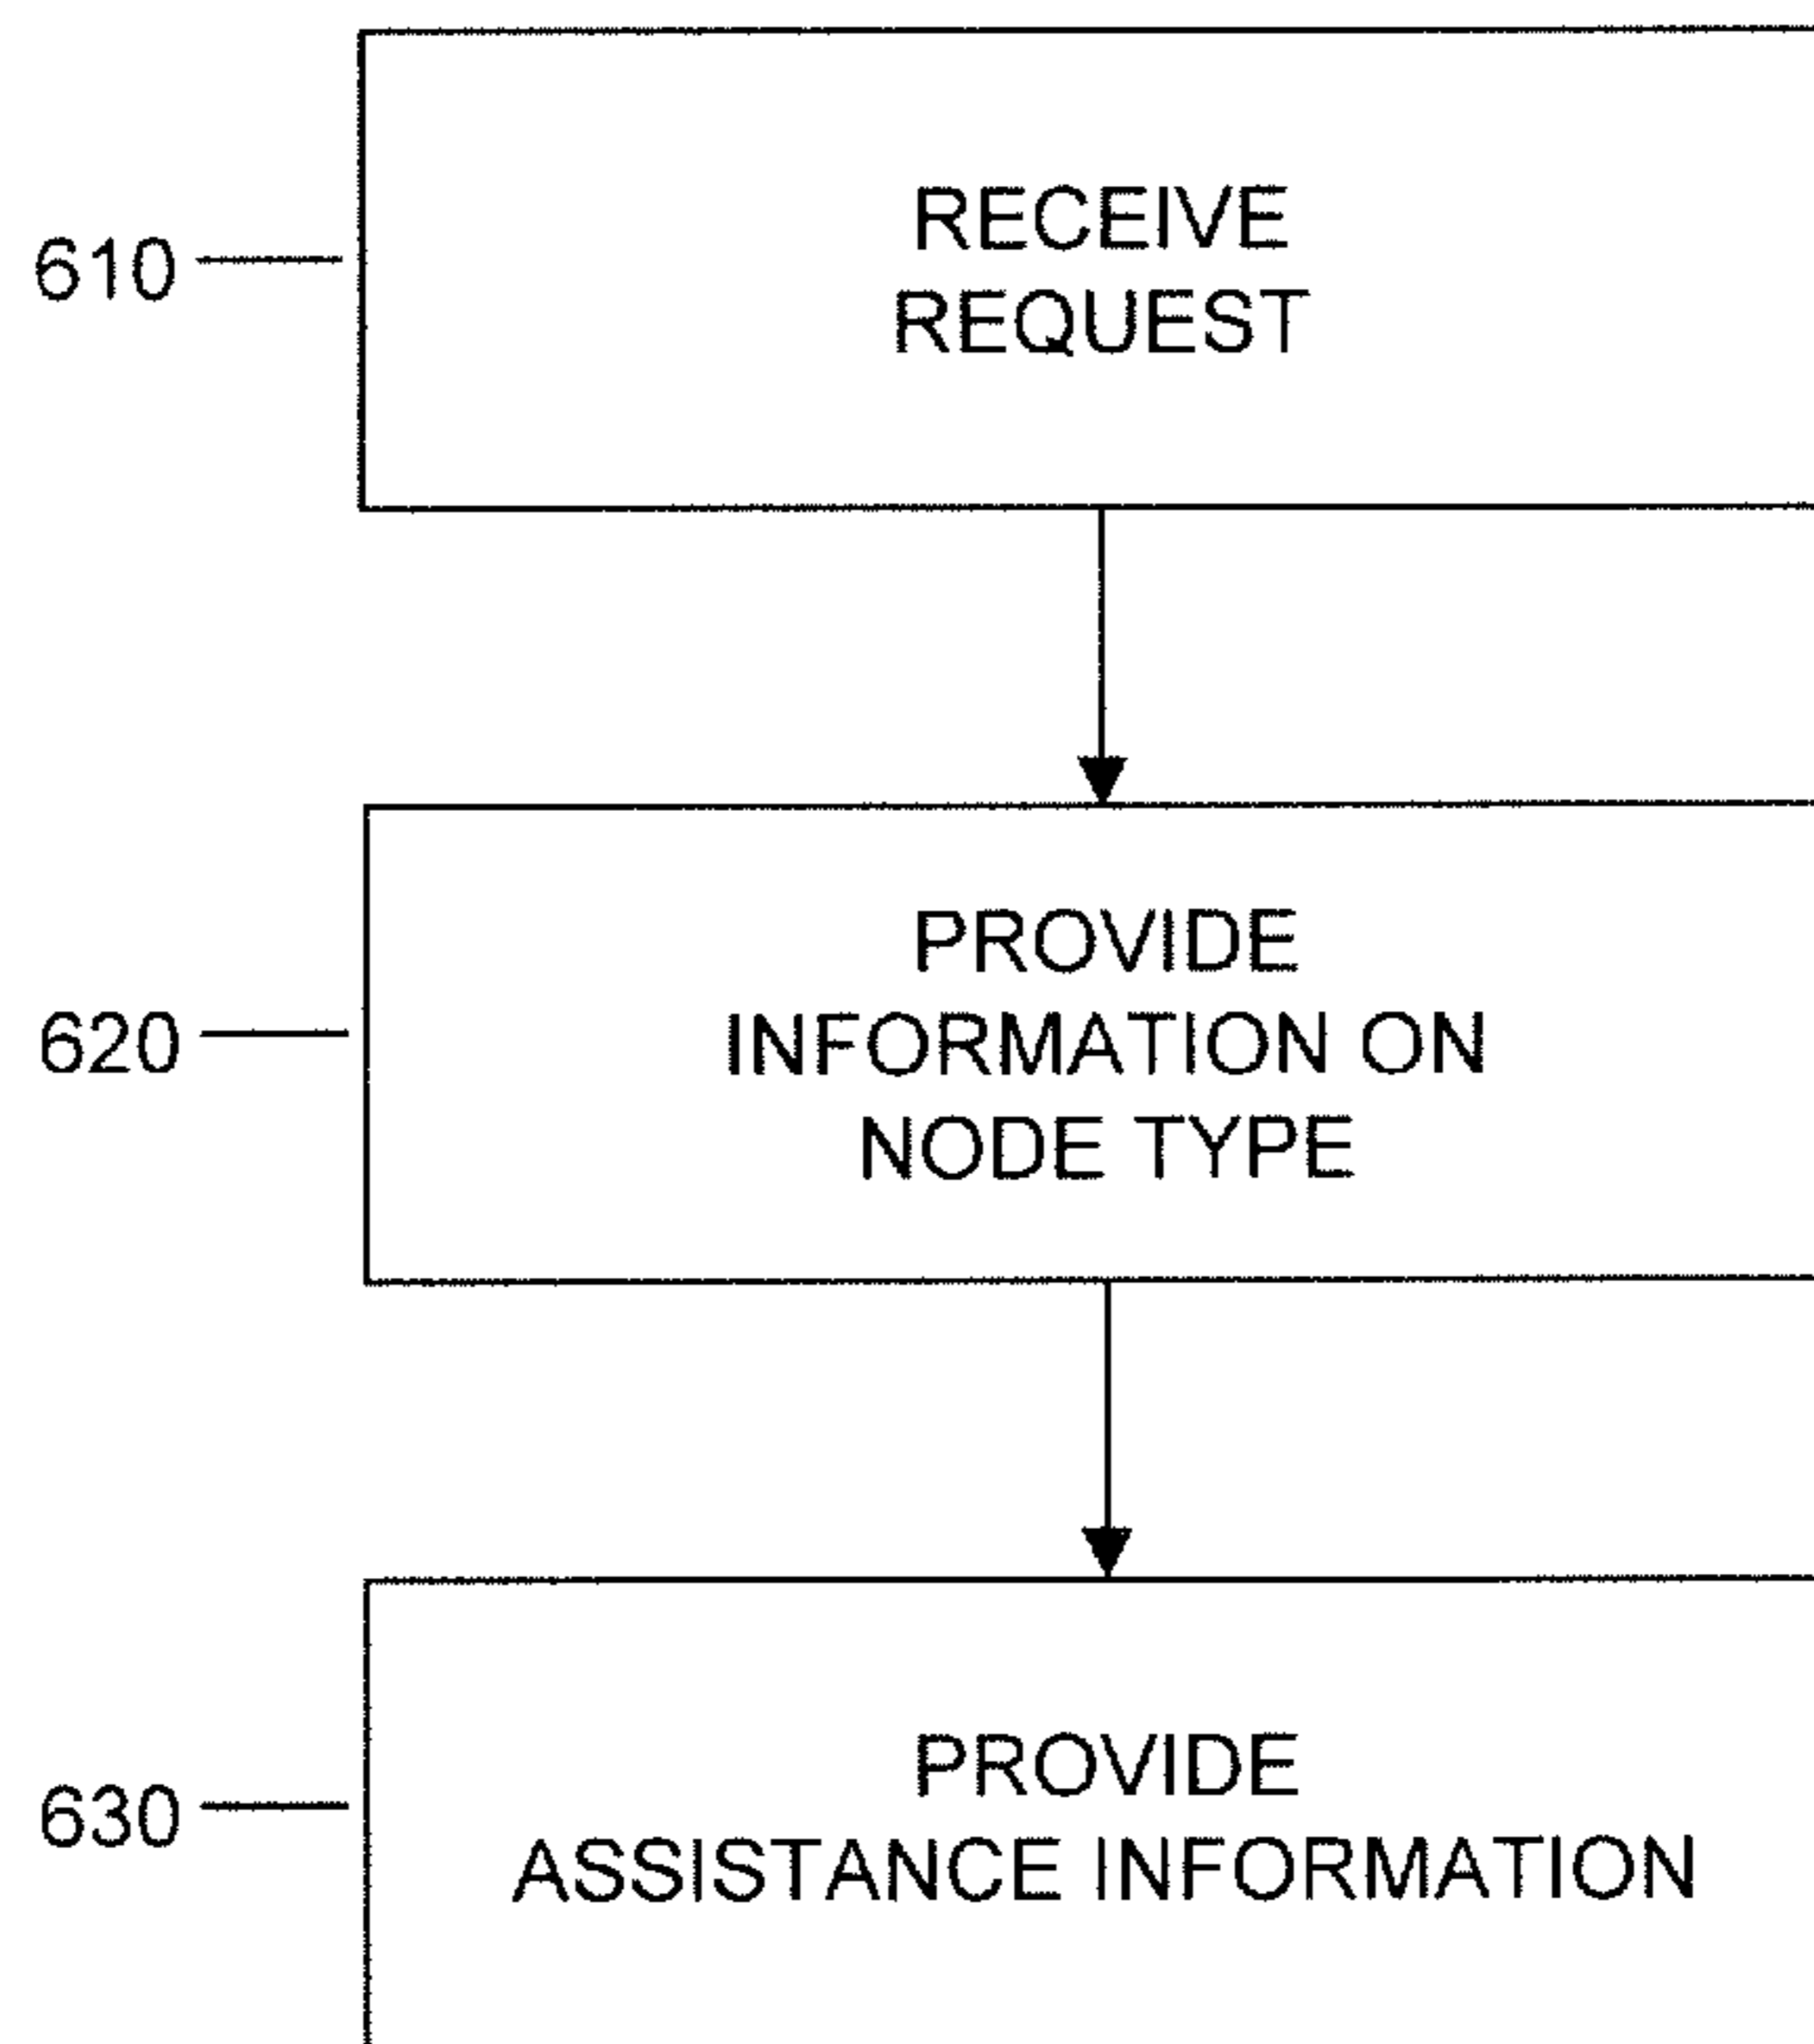 610
RECEIVE
REQUEST
620
PROVIDE
INFORMATION ON
NODE TYPE
630
PROVIDE
ASSISTANCE INFORMATION